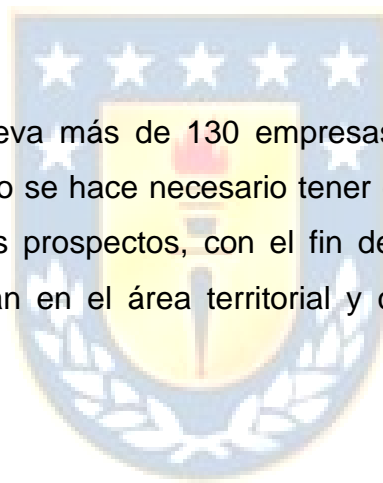 eva más de 130 empresas
o se hace necesario tener
s prospectos, con el fin de
an en el área territorial y